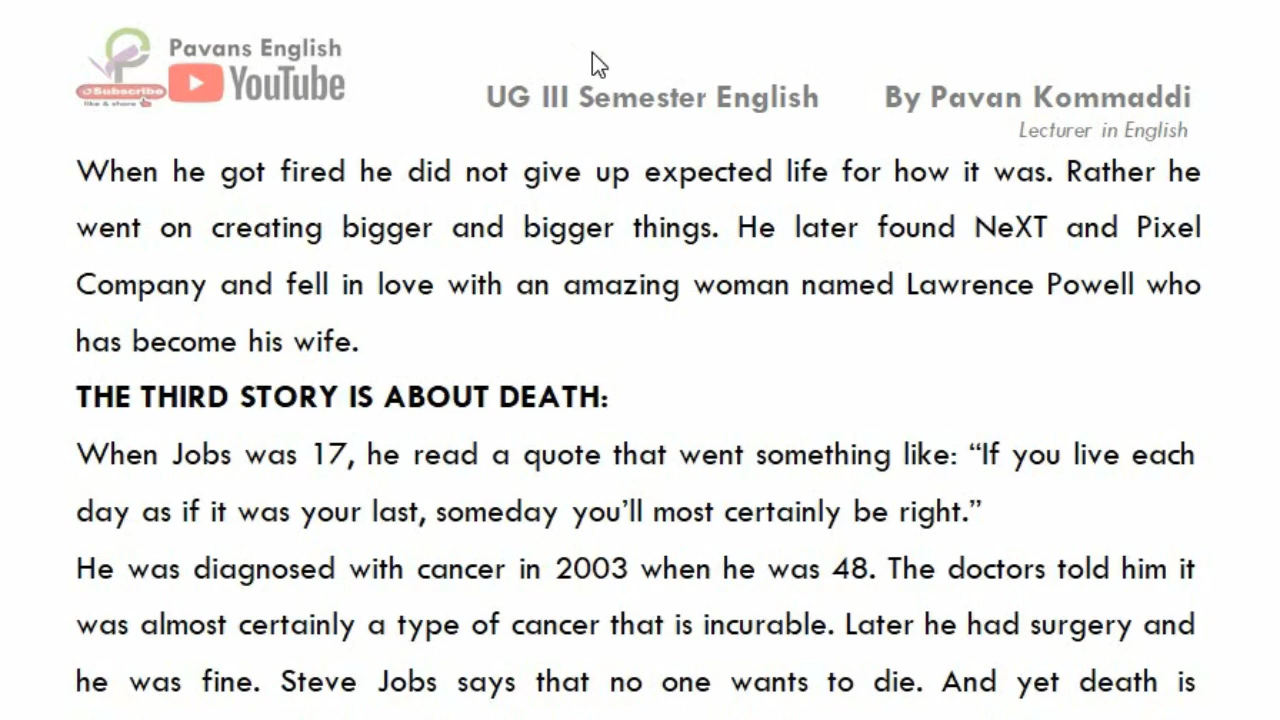 Pavans English
YouTube
Subscribe
like & share
UG III Semester English By Pavan Kommaddi
Lecturer in English
When he got fired he did not give up expected life for how it was. Rather he
went on creating bigger and bigger things. He later found NeXT and Pixel
Company and fell in love with an amazing woman named Lawrence Powell who
has become his wife.
THE THIRD STORY IS ABOUT DEATH:
When Jobs was 17, he read a quote that went something like: “If you live each
day as if it was your last, someday you’ll most certainly be right.”
He was diagnosed with cancer in 2003 when he was 48. The doctors told him it
was almost certainly a type of cancer that is incurable. Later he had surgery and
he was fine. Steve Jobs says that no one wants to die. And yet death is